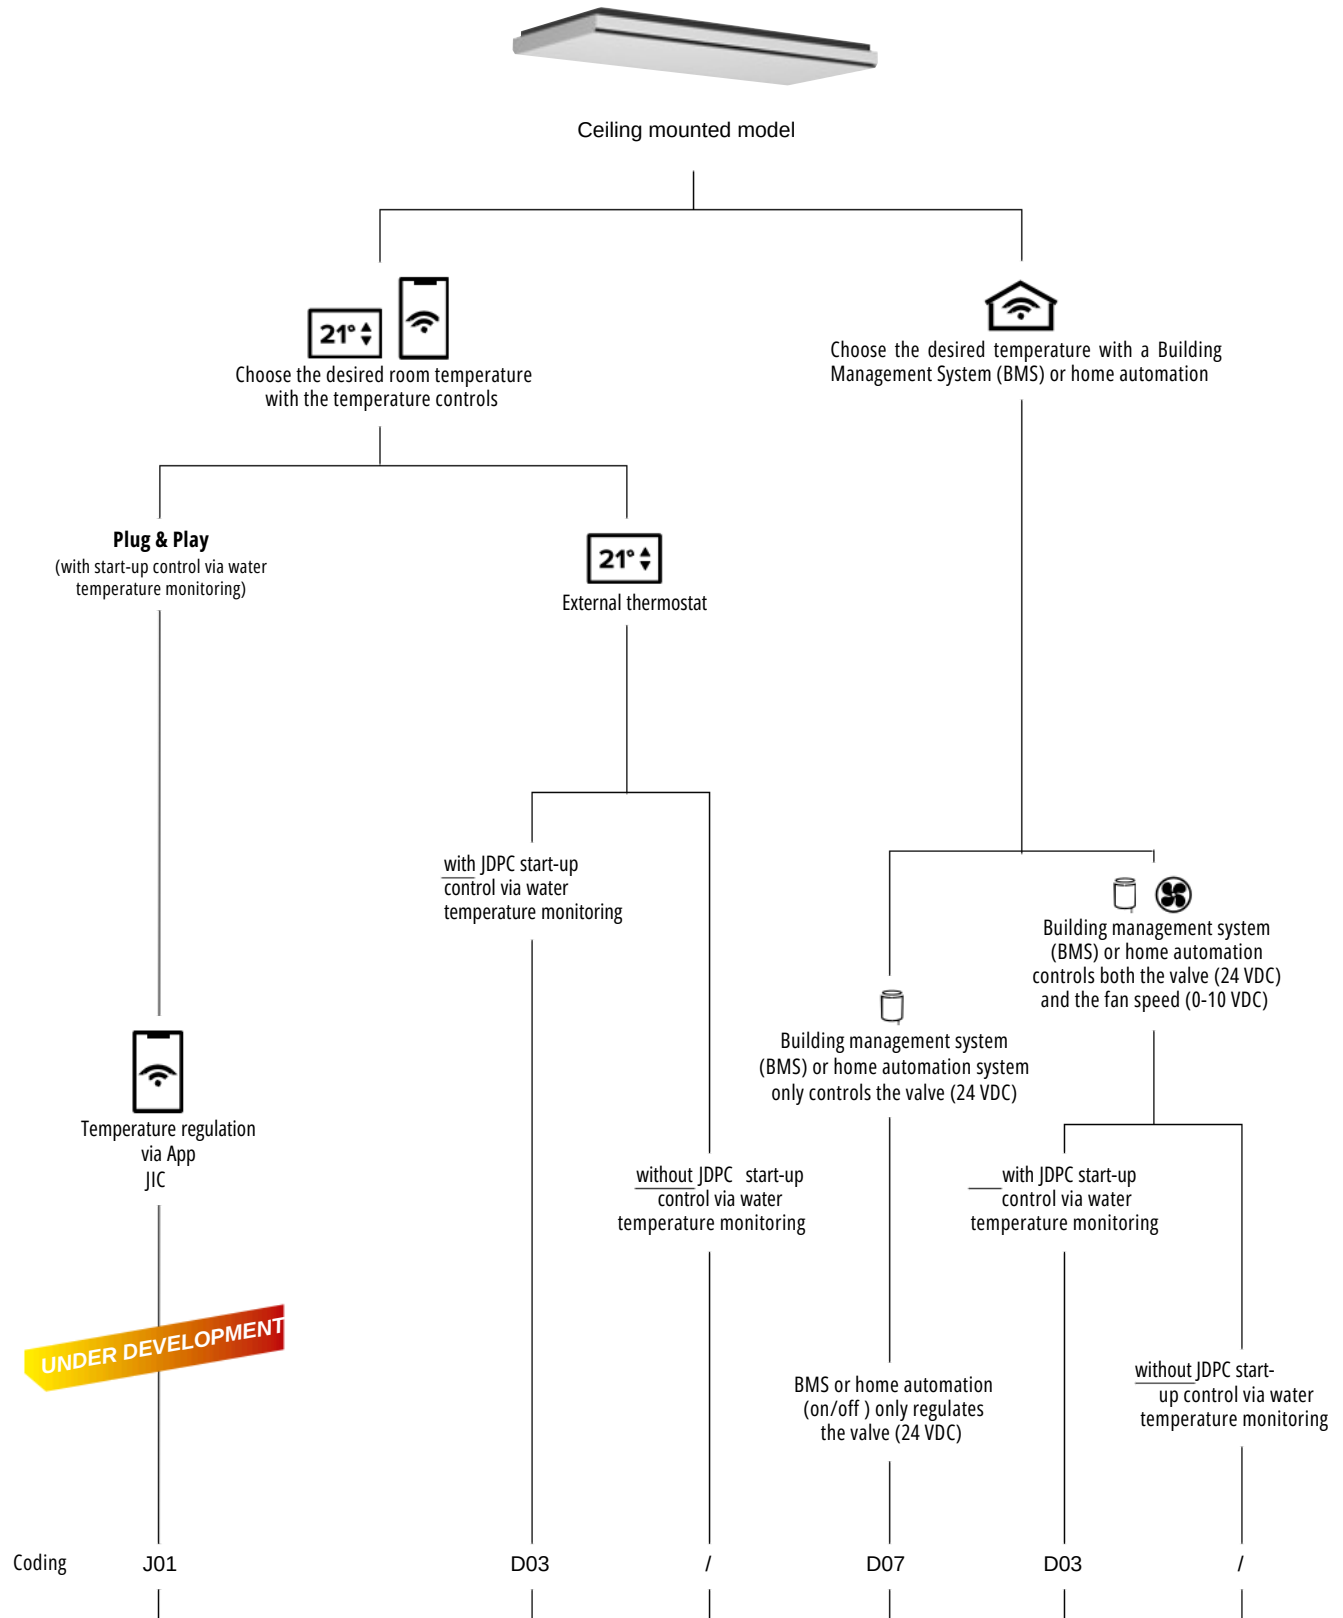 Ceiling mounted model
21°
Choose the desired room temperature
with the temperature controls
Choose the desired temperature with a Building
Management System (BMS) or home automation
Plug & Play
(with start-up control via water
temperature monitoring)
21°
External thermostat
with JDPC start-up
control via water
temperature monitoring
Building management system
(BMS) or home automation
controls both the valve (24 VDC)
and the fan speed (0-10 VDC)
Building management system
(BMS) or home automation system
only controls the valve (24 VDC)
Temperature regulation
via App
JIC
without JDPC start-up
control via water
temperature monitoring
with JDPC start-up
control via water
temperature monitoring
UNDER DEVELOPMENT
BMS or home automation
(on/off ) only regulates
the valve (24 VDC)
without JDPC start-
up control via water
temperature monitoring
Coding J01 D03 / D07 D03 /